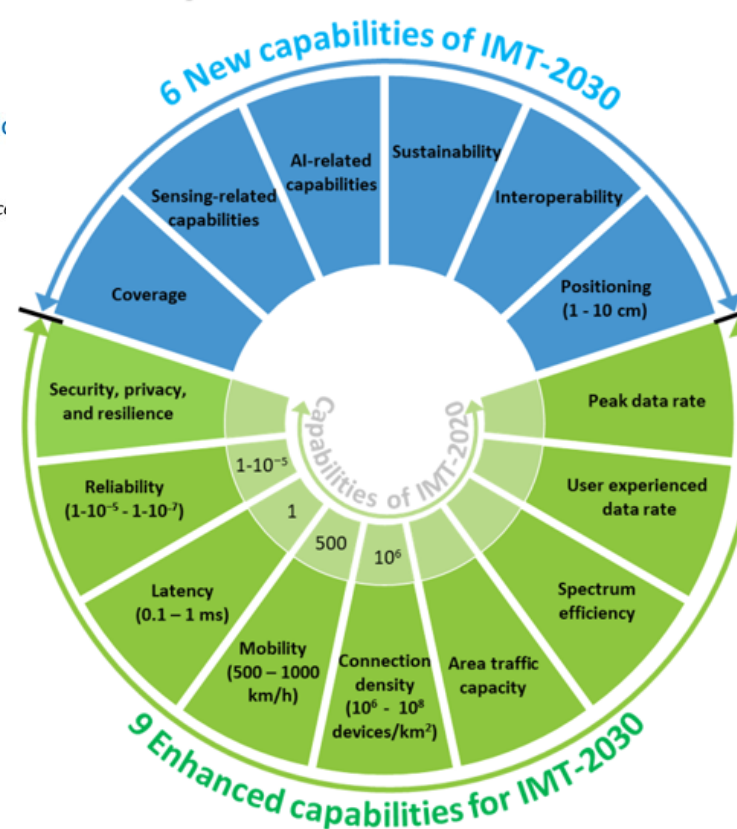 6 New capabilities of IMT-2030
Coverage
Sensing-related
capabilities
AI-related
capabilities
Sustainability
Interoperability
Positioning
(1 - 10 cm)
Security, privacy,
and resilience
Reliability
(1-10⁻⁵ - 1-10⁻⁷)
Latency
(0.1 – 1 ms)
Mobility
(500 – 1000
km/h)
Connection
density
(10⁶ - 10⁸
devices/km²)
Area traffic
capacity
Spectrum
efficiency
User experienced
data rate
Peak data rate
1-10⁻⁵
1
500
10⁶
Capabilities of IMT-2020
9 Enhanced capabilities for IMT-2030